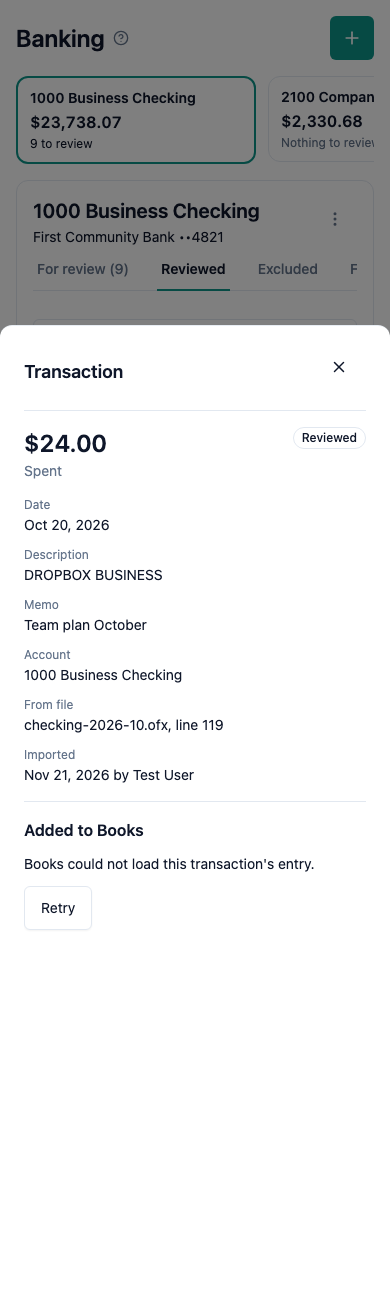 Banking
1000 Business Checking
$23,738.07
9 to review
2100 Compan
$2,330.68
Nothing to review
1000 Business Checking
First Community Bank ••4821
For review (9)
Reviewed
Excluded
F
Transaction
$24.00
Reviewed
Spent
Date
Oct 20, 2026
Description
DROPBOX BUSINESS
Memo
Team plan October
Account
1000 Business Checking
From file
checking-2026-10.ofx, line 119
Imported
Nov 21, 2026 by Test User
Added to Books
Books could not load this transaction's entry.
Retry